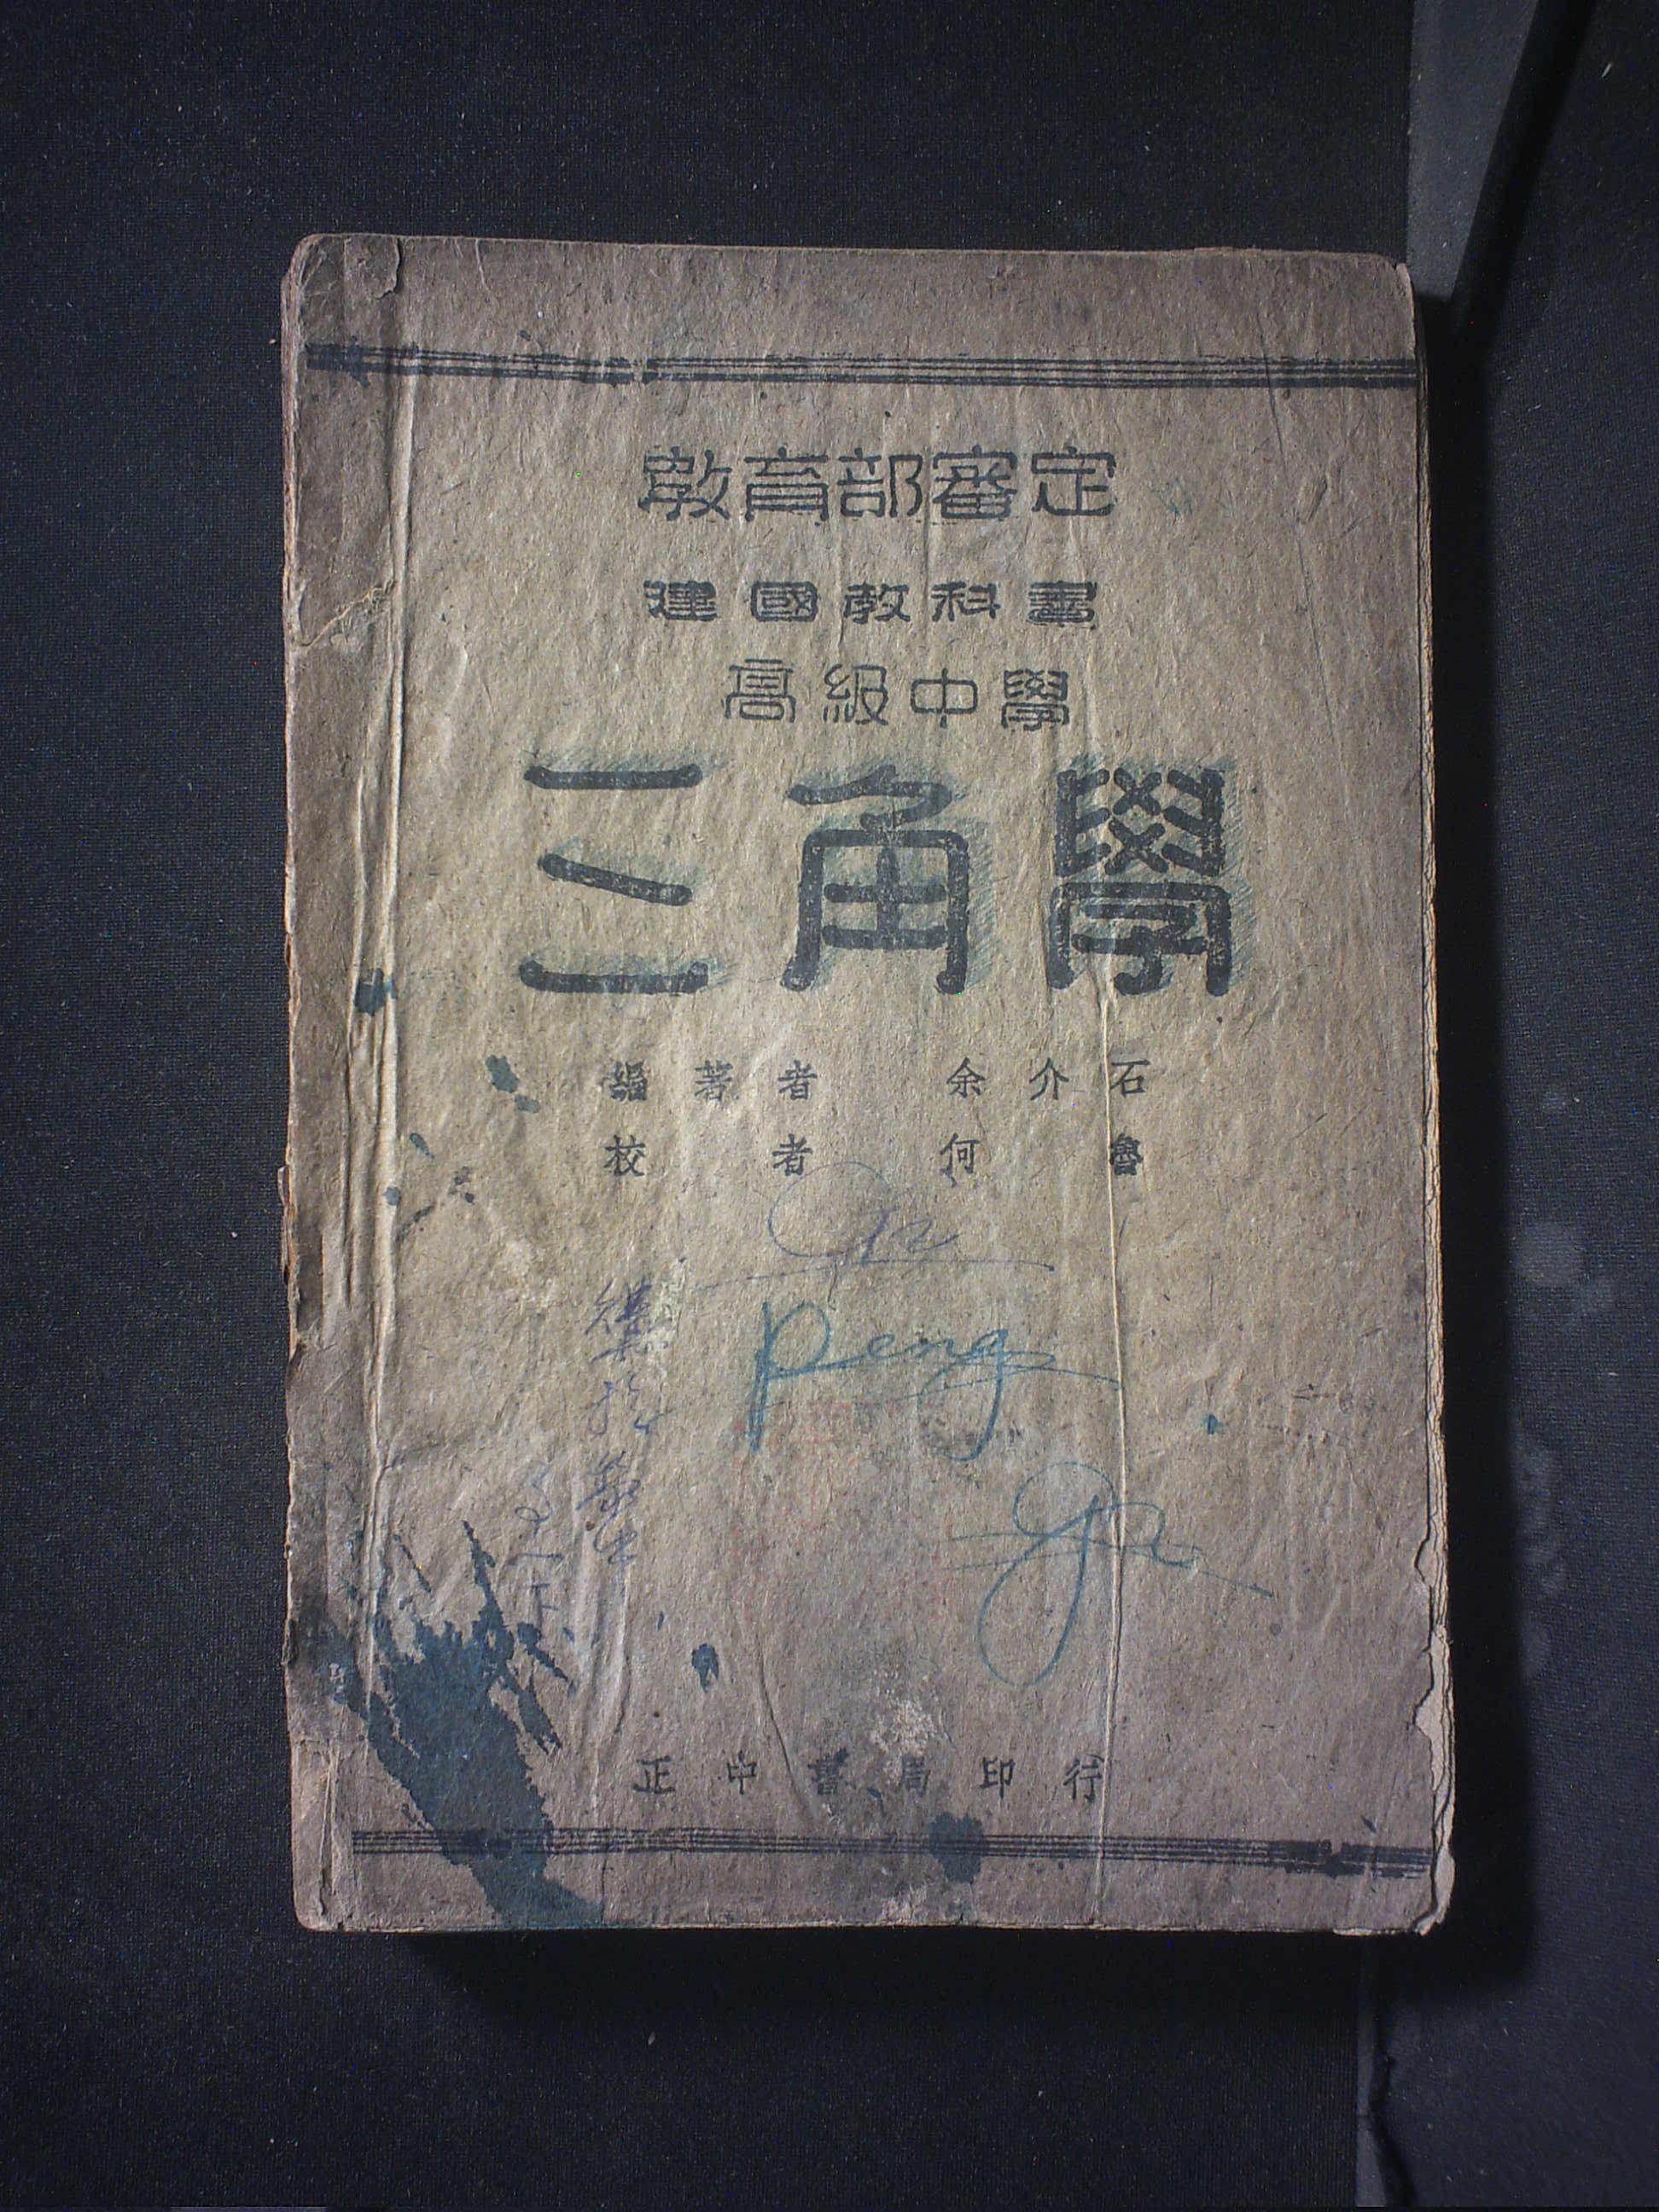 教育部審定
建國教科書
高級中學
三角學
編著者 余介石
校者 何魯
Peng
正中書局印行